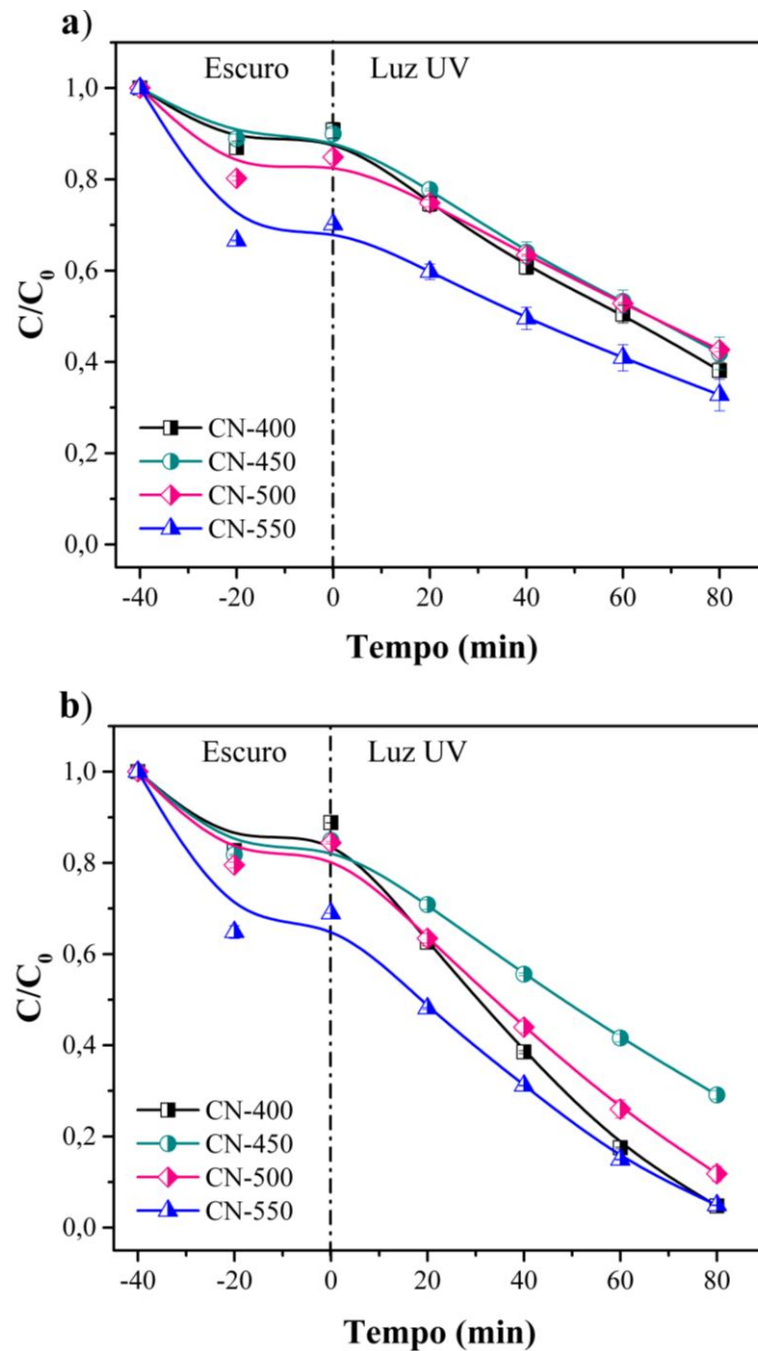 a)
Escuro Luz UV
1,0
0,8
0,6
0,4
0,2
0,0
C/C0
CN-400
CN-450
CN-500
CN-550
-40 -20 0 20 40 60 80
Tempo (min)
b)
Escuro Luz UV
1,0
0,8
0,6
0,4
0,2
0,0
C/C0
CN-400
CN-450
CN-500
CN-550
-40 -20 0 20 40 60 80
Tempo (min)